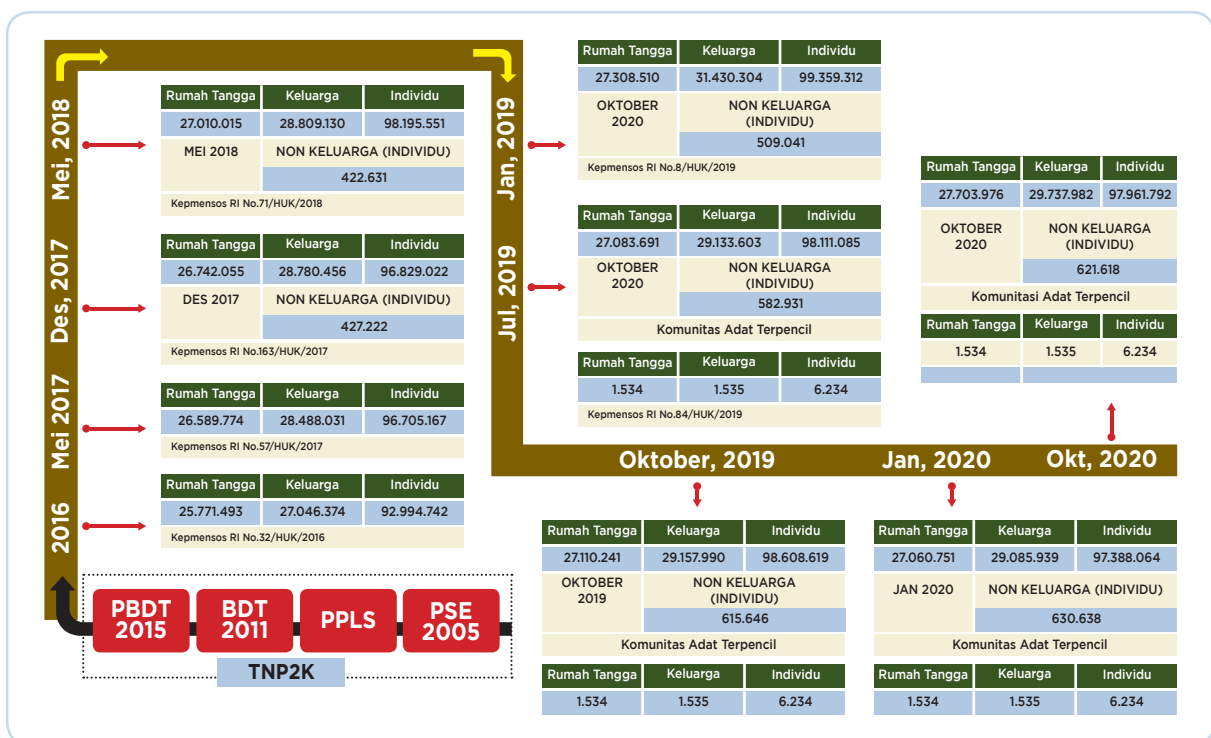 Mei, 2018
Rumah Tangga Keluarga Individu
27.010.015 28.809.130 98.195.551
MEI 2018 NON KELUARGA (INDIVIDU)
422.631
Kepmensos RI No.71/HUK/2018
Des, 2017
Rumah Tangga Keluarga Individu
26.742.055 28.780.456 96.829.022
DES 2017 NON KELUARGA (INDIVIDU)
427.222
Kepmensos RI No.163/HUK/2017
Mei 2017
Rumah Tangga Keluarga Individu
26.589.774 28.488.031 96.705.167
Kepmensos RI No.57/HUK/2017
2016
Rumah Tangga Keluarga Individu
25.771.493 27.046.374 92.994.742
Kepmensos RI No.32/HUK/2016
PBDT
2015
BDT
2011
PPLS
PSE
2005
TNP2K
Jan, 2019
Rumah Tangga Keluarga Individu
27.308.510 31.430.304 99.359.312
OKTOBER
2020
NON KELUARGA
(INDIVIDU)
509.041
Kepmensos RI No.8/HUK/2019
Jul, 2019
Rumah Tangga Keluarga Individu
27.083.691 29.133.603 98.111.085
OKTOBER
2020
NON KELUARGA
(INDIVIDU)
582.931
Komunitas Adat Terpencil
Rumah Tangga Keluarga Individu
1.534 1.535 6.234
Kepmensos RI No.84/HUK/2019
Oktober, 2019
Rumah Tangga Keluarga Individu
27.110.241 29.157.990 98.608.619
OKTOBER
2019
NON KELUARGA
(INDIVIDU)
615.646
Komunitas Adat Terpencil
Rumah Tangga Keluarga Individu
1.534 1.535 6.234
Jan, 2020
Rumah Tangga Keluarga Individu
27.060.751 29.085.939 97.388.064
JAN 2020 NON KELUARGA (INDIVIDU)
630.638
Komunitas Adat Terpencil
Rumah Tangga Keluarga Individu
1.534 1.535 6.234
Okt, 2020
Rumah Tangga Keluarga Individu
27.703.976 29.737.982 97.961.792
OKTOBER
2020
NON KELUARGA
(INDIVIDU)
621.618
Komunitasi Adat Terpencil
Rumah Tangga Keluarga Individu
1.534 1.535 6.234